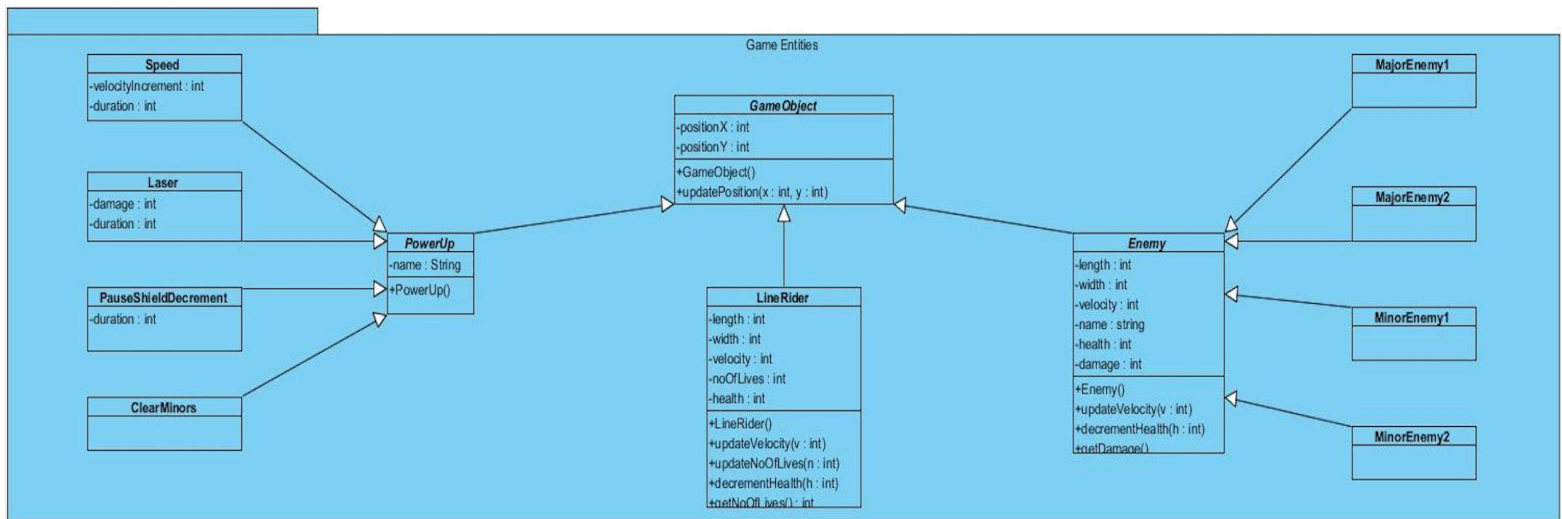 Game Entities
Speed
-velocityIncrement : int
-duration : int
Laser
-damage : int
-duration : int
PauseShieldDecrement
-duration : int
ClearMinors
PowerUp
-name : String
+PowerUp()
GameObject
-positionX : int
-positionY : int
+GameObject()
+updatePosition(x : int, y : int)
LineRider
-length : int
-width : int
-velocity : int
-noOfLives : int
-health : int
+LineRider()
+updateVelocity(v : int)
+updateNoOfLives(n : int)
+decrementHealth(h : int)
+getNoOfLives() : int
Enemy
-length : int
-width : int
-velocity : int
-name : string
-health : int
-damage : int
+Enemy()
+updateVelocity(v : int)
+decrementHealth(h : int)
+getDamage()
MajorEnemy1
MajorEnemy2
MinorEnemy1
MinorEnemy2